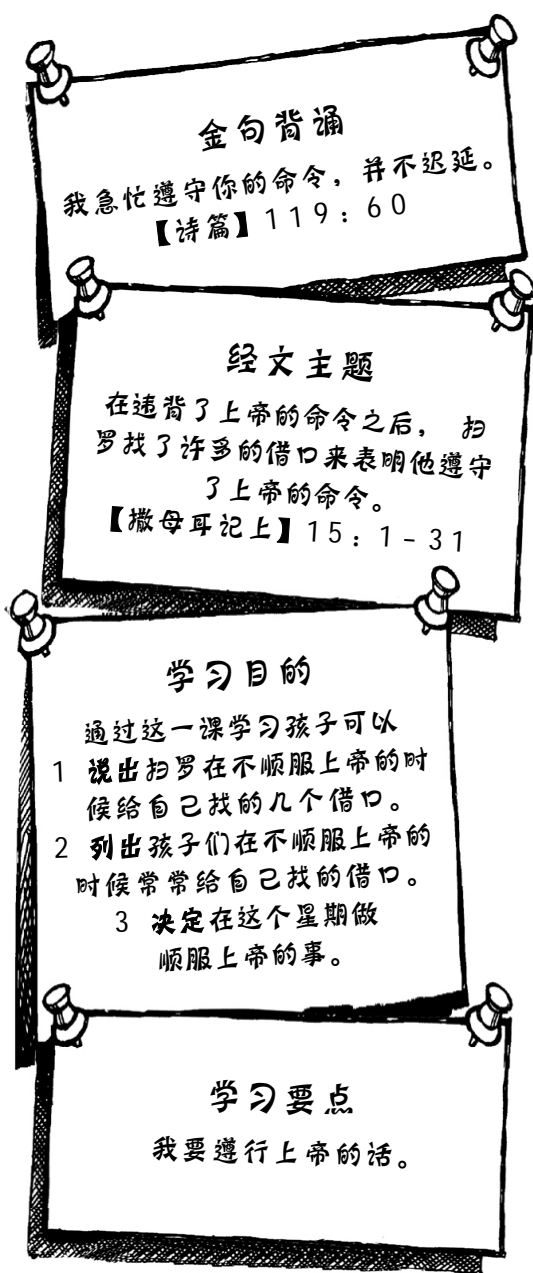 金句背诵
我急忙遵守你的命令，并不迟延。
【诗篇】119：60
经文主题
在违背了上帝的命令之后， 扫
罗找了许多的借口来表明他遵守
了上帝的命令。
【撒母耳记上】15：1-31
学习目的
通过这一课学习孩子可以
1 说出扫罗在不顺服上帝的时
候给自己找的几个借口。
2 列出孩子们在不顺服上帝的
时候常常给自己找的借口。
3 决定在这个星期做
顺服上帝的事。
学习要点
我要遵行上帝的话。